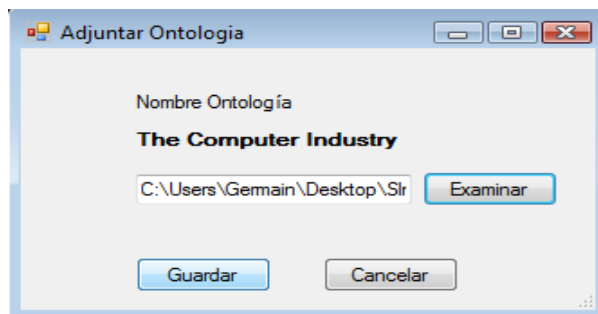 Adjuntar Ontologia
Nombre Ontología
The Computer Industry
C:\Users\Germain\Desktop\Slr Examinar
Guardar Cancelar